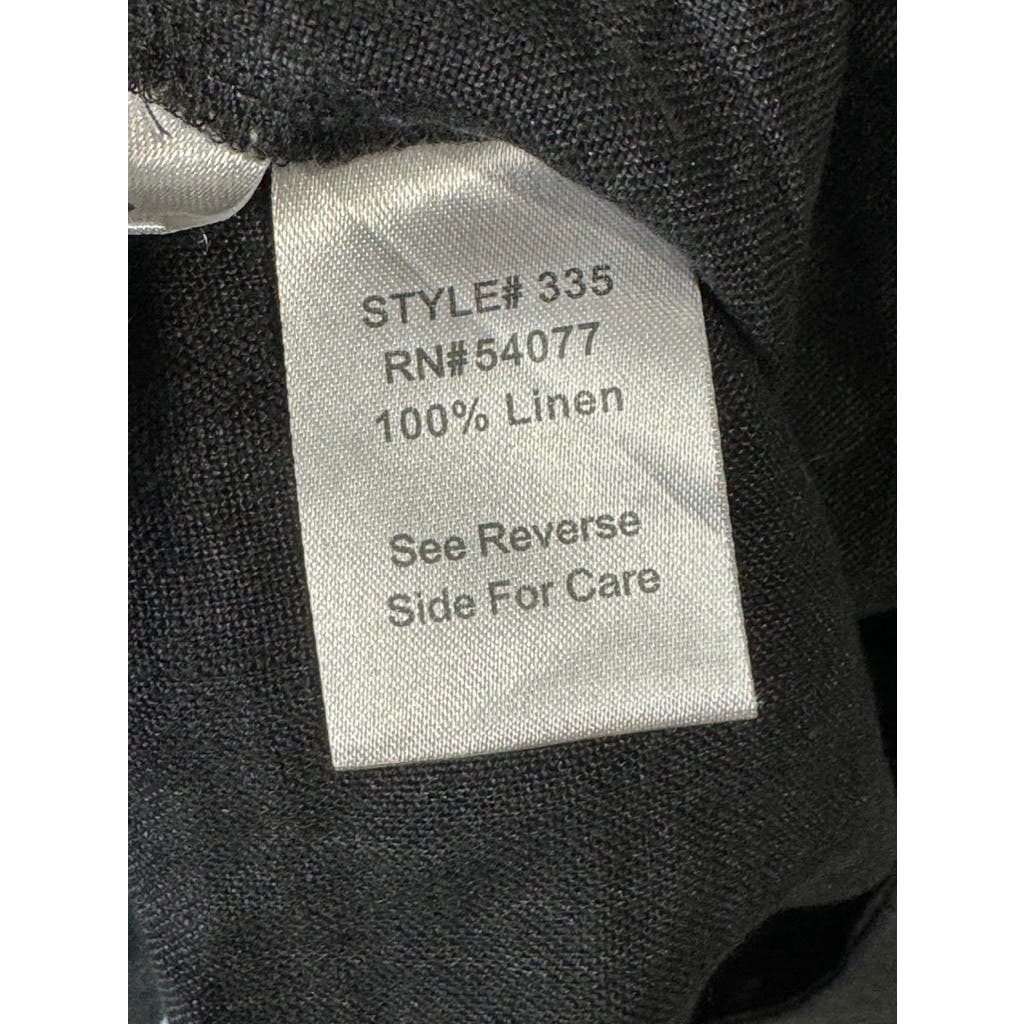 STYLE# 335
RN#54077
100% Linen
See Reverse
Side For Care